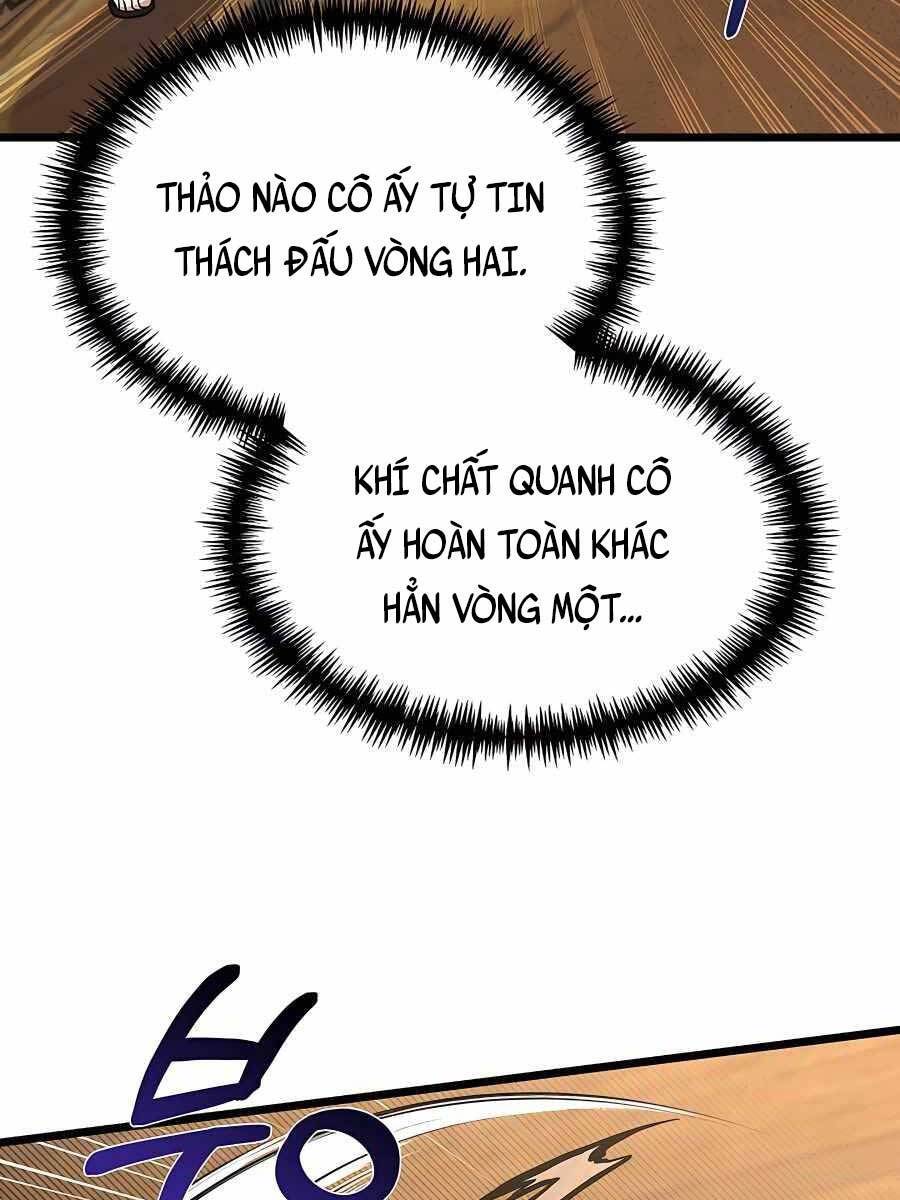 THẢO NÀO CÔ ẤY TỰ TIN
THÁCH ĐẤU VÒNG HAI.
KHÍ CHẤT QUANH CÔ
ẤY HOÀN TOÀN KHÁC
HẲN VÒNG MỘT...